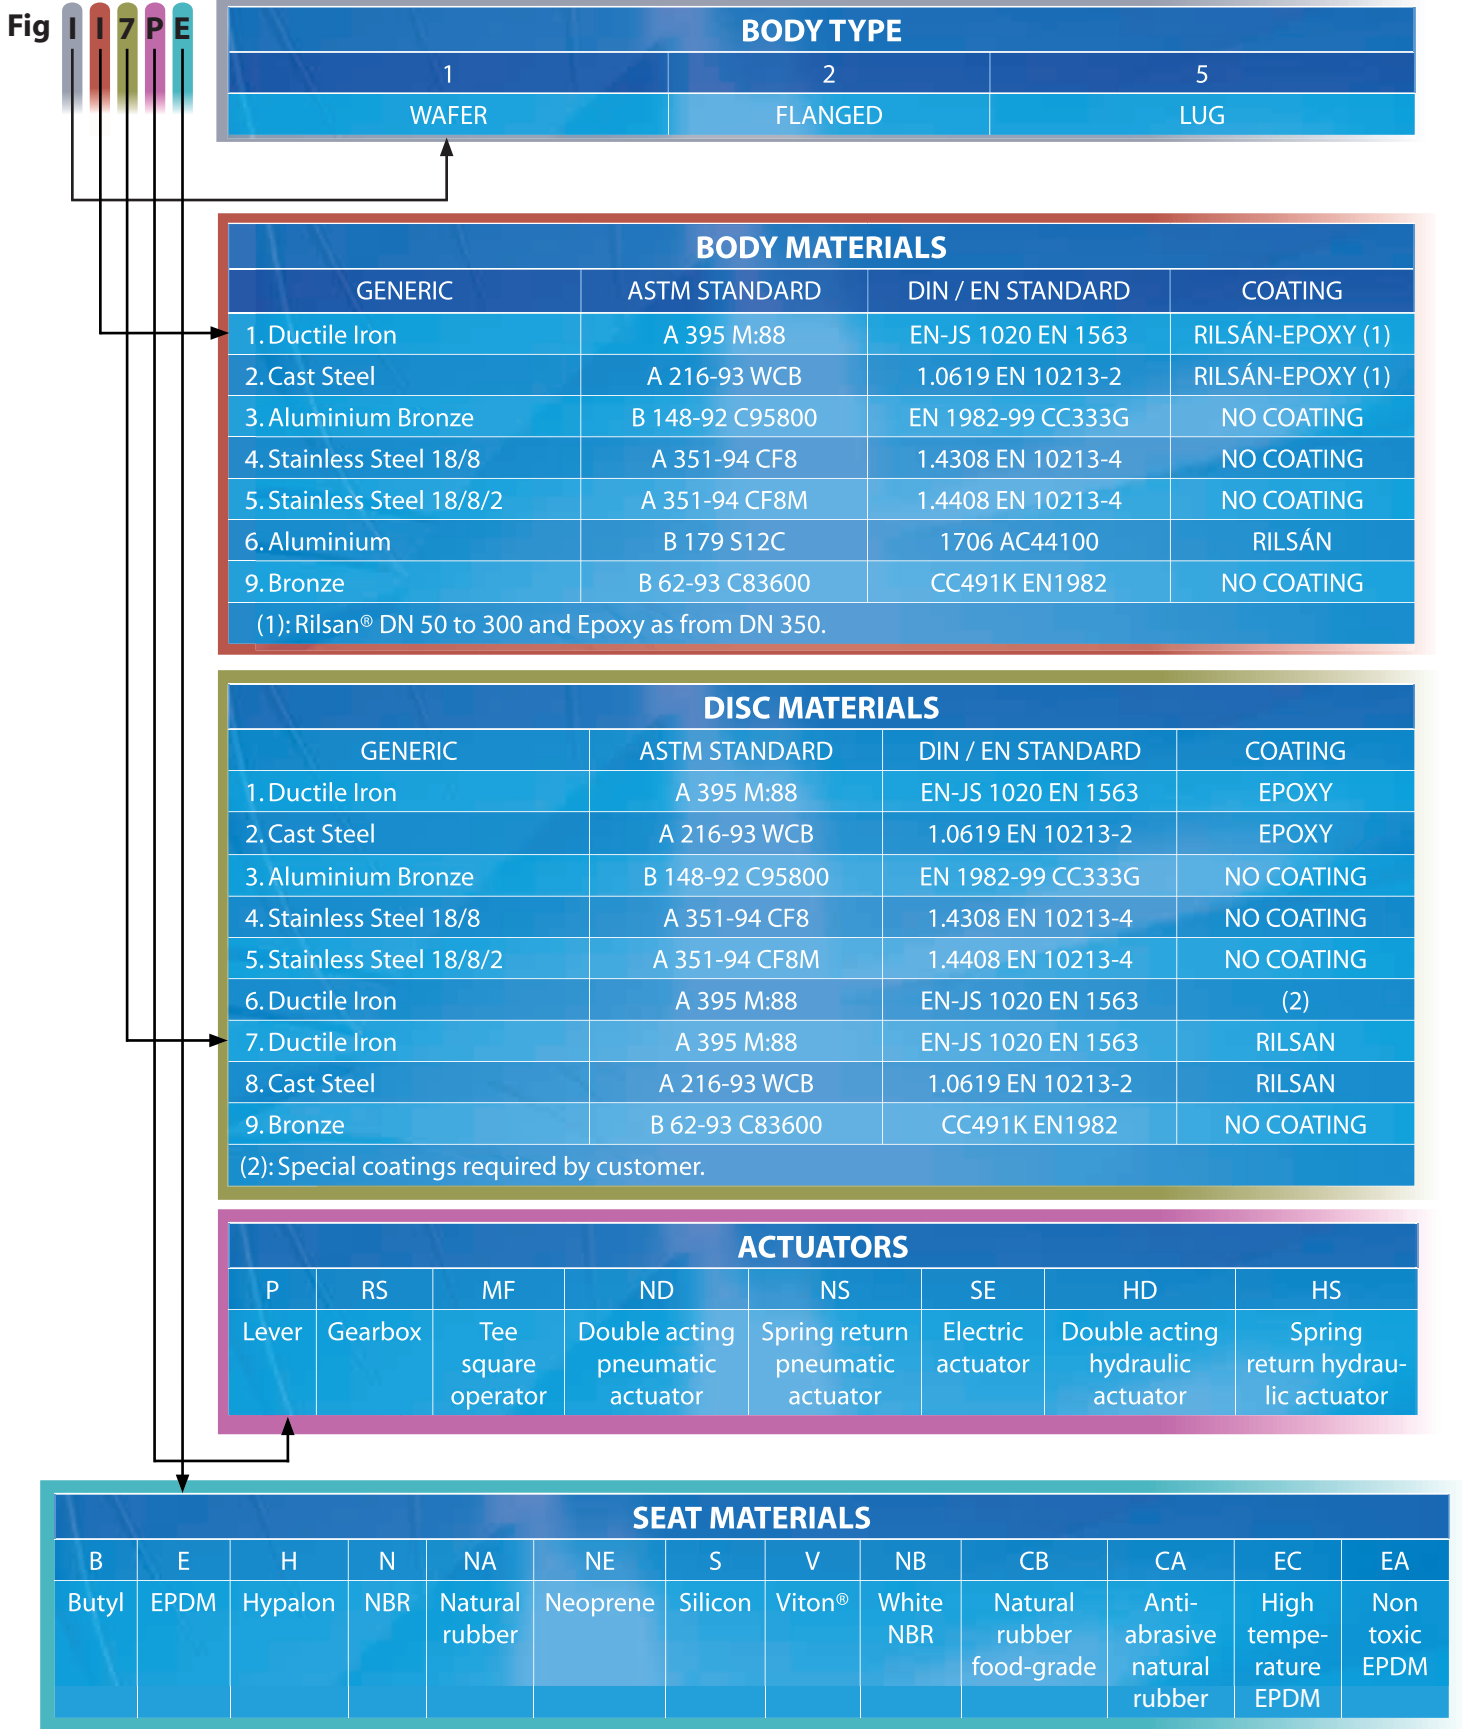 Fig I I 7 P E
BODY TYPE
1 2 5
WAFER FLANGED LUG
BODY MATERIALS
GENERIC ASTM STANDARD DIN / EN STANDARD COATING
1. Ductile Iron A 395 M:88 EN-JS 1020 EN 1563 RILSÁN-EPOXY (1)
2. Cast Steel A 216-93 WCB 1.0619 EN 10213-2 RILSÁN-EPOXY (1)
3. Aluminium Bronze B 148-92 C95800 EN 1982-99 CC333G NO COATING
4. Stainless Steel 18/8 A 351-94 CF8 1.4308 EN 10213-4 NO COATING
5. Stainless Steel 18/8/2 A 351-94 CF8M 1.4408 EN 10213-4 NO COATING
6. Aluminium B 179 S12C 1706 AC44100 RILSÁN
9. Bronze B 62-93 C83600 CC491K EN1982 NO COATING
(1): Rilsan® DN 50 to 300 and Epoxy as from DN 350.
DISC MATERIALS
GENERIC ASTM STANDARD DIN / EN STANDARD COATING
1. Ductile Iron A 395 M:88 EN-JS 1020 EN 1563 EPOXY
2. Cast Steel A 216-93 WCB 1.0619 EN 10213-2 EPOXY
3. Aluminium Bronze B 148-92 C95800 EN 1982-99 CC333G NO COATING
4. Stainless Steel 18/8 A 351-94 CF8 1.4308 EN 10213-4 NO COATING
5. Stainless Steel 18/8/2 A 351-94 CF8M 1.4408 EN 10213-4 NO COATING
6. Ductile Iron A 395 M:88 EN-JS 1020 EN 1563 (2)
7. Ductile Iron A 395 M:88 EN-JS 1020 EN 1563 RILSAN
8. Cast Steel A 216-93 WCB 1.0619 EN 10213-2 RILSAN
9. Bronze B 62-93 C83600 CC491K EN1982 NO COATING
(2): Special coatings required by customer.
ACTUATORS
P RS MF ND NS SE HD HS
Lever Gearbox Tee Double acting Spring return Electric Double acting Spring
square pneumatic pneumatic actuator hydraulic return hydrau-
operator actuator actuator actuator lic actuator
SEAT MATERIALS
B E H N NA NE S V NB CB CA EC EA
Butyl EPDM Hypalon NBR Natural Neoprene Silicon Viton® White Natural Anti- High Non
rubber NBR rubber abrasive tempe- toxic
food-grade natural rature EPDM
rubber EPDM